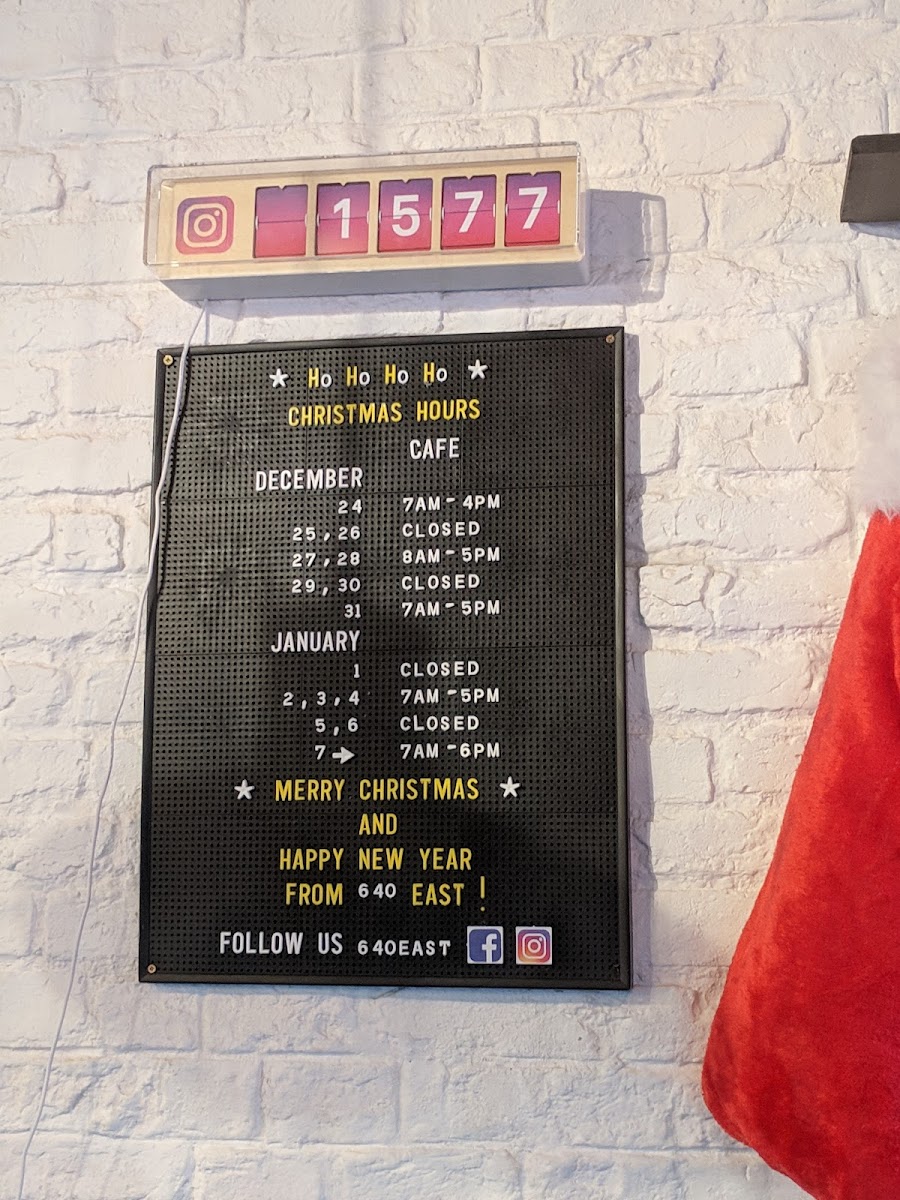 1577
★ Ho Ho Ho Ho ★
CHRISTMAS HOURS
CAFE
DECEMBER
24 7AM-4PM
25,26 CLOSED
27,28 8AM-5PM
29,30 CLOSED
31 7AM-5PM
JANUARY
1 CLOSED
2,3,4 7AM-5PM
5,6 CLOSED
7→ 7AM-6PM
★ MERRY CHRISTMAS ★
AND
HAPPY NEW YEAR
FROM 640 EAST!
FOLLOW US 640EAST